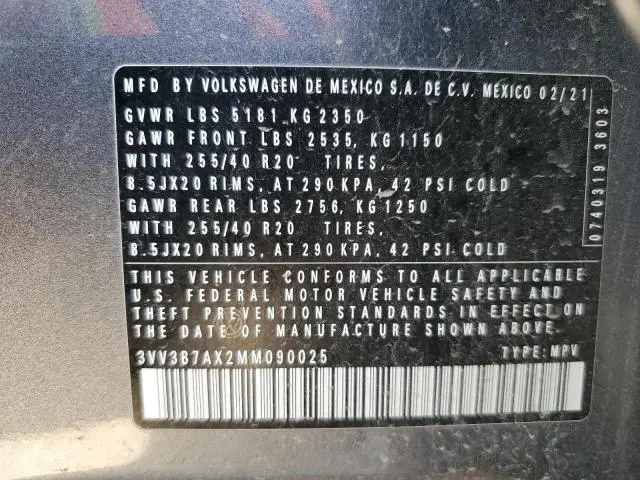 MFD BY VOLKSWAGEN DE MEXICO S.A. DE C.V. MEXICO 02/21
GVWR LBS 5181 KG 2350
GAWR FRONT LBS 2535, KG 1150
WITH 255/40 R20 TIRES,
8.5JX20 RIMS, AT 290 KPA, 42 PSI COLD
GAWR REAR LBS 2756, KG 1250
WITH 255/40 R20 TIRES,
8.5JX20 RIMS, AT 290 KPA, 42 PSI COLD
THIS VEHICLE CONFORMS TO ALL APPLICABLE
U.S. FEDERAL MOTOR VEHICLE SAFETY AND
THEFT PREVENTION STANDARDS IN EFFECT ON
THE DATE OF MANUFACTURE SHOWN ABOVE.
3VV3B7AX2MM090025 TYPE: MPV
0740319 3603